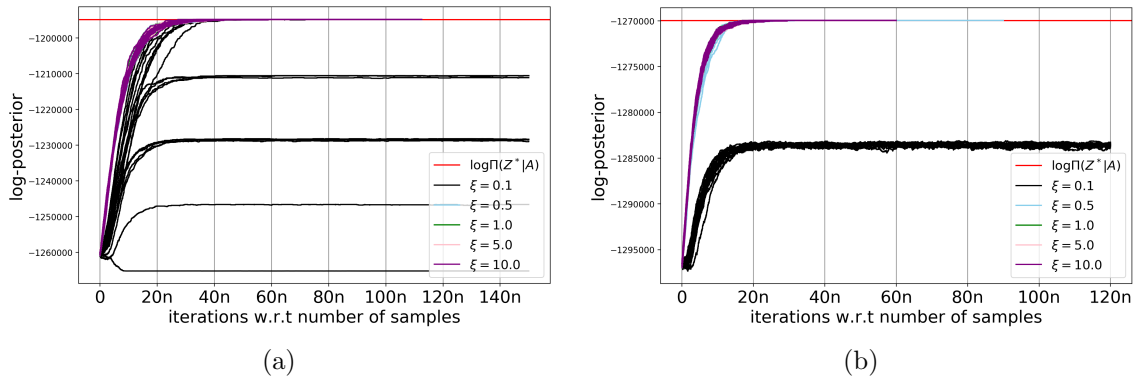 −1200000
−1210000
−1220000
−1230000
−1240000
−1250000
−1260000
log-posterior
0 20n 40n 60n 80n 100n 120n 140n
iterations w.r.t number of samples
logΠ(Z*|A)
ξ = 0.1
ξ = 0.5
ξ = 1.0
ξ = 5.0
ξ = 10.0
(a)
−1270000
−1275000
−1280000
−1285000
−1290000
−1295000
log-posterior
0 20n 40n 60n 80n 100n 120n
iterations w.r.t number of samples
logΠ(Z*|A)
ξ = 0.1
ξ = 0.5
ξ = 1.0
ξ = 5.0
ξ = 10.0
(b)